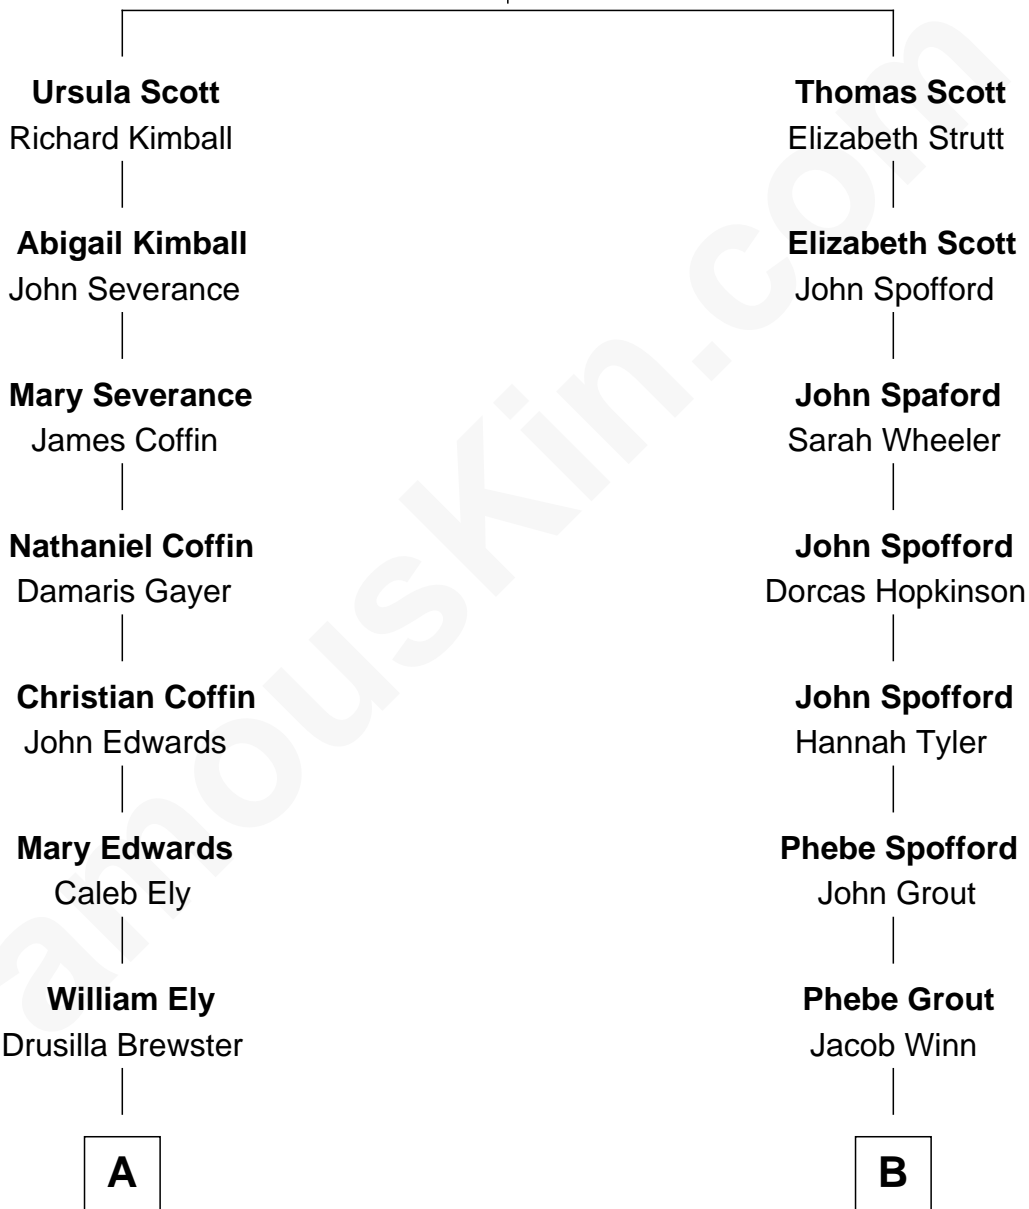 Ursula Scott
Richard Kimball
Thomas Scott
Elizabeth Strutt
Abigail Kimball
John Severance
Elizabeth Scott
John Spofford
Mary Severance
James Coffin
John Spaford
Sarah Wheeler
Nathaniel Coffin
Damaris Gayer
John Spofford
Dorcas Hopkinson
Christian Coffin
John Edwards
John Spofford
Hannah Tyler
Mary Edwards
Caleb Ely
Phebe Spofford
John Grout
William Ely
Drusilla Brewster
Phebe Grout
Jacob Winn
A
B
amouskin.com